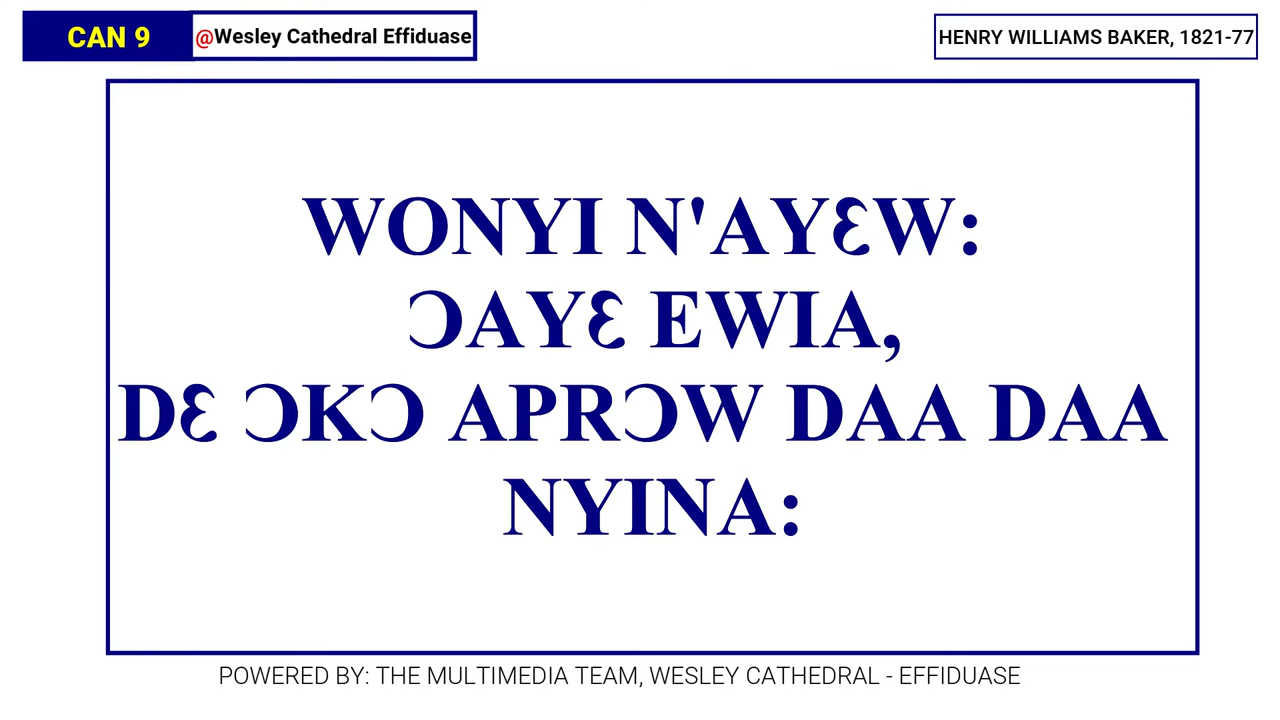 CAN 9
@Wesley Cathedral Effiduase
HENRY WILLIAMS BAKER, 1821-77
WONYI N'AYƐW:
ƆAYƐ EWIA,
DƐ ƆKƆ APRƆW DAA DAA
NYINA:
POWERED BY: THE MULTIMEDIA TEAM, WESLEY CATHEDRAL - EFFIDUASE